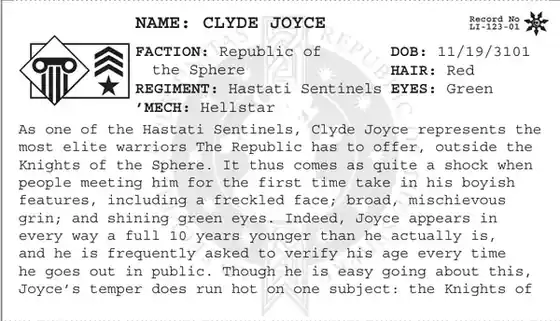 NAME: CLYDE JOYCE
Record No
LI-123-01
FACTION: Republic of
the Sphere
REGIMENT: Hastati Sentinels
'MECH: Hellstar
DOB: 11/19/3101
HAIR: Red
EYES: Green
As one of the Hastati Sentinels, Clyde Joyce represents the
most elite warriors The Republic has to offer, outside the
Knights of the Sphere. It thus comes as quite a shock when
people meeting him for the first time take in his boyish
features, including a freckled face; broad, mischievous
grin; and shining green eyes. Indeed, Joyce appears in
every way a full 10 years younger than he actually is,
and he is frequently asked to verify his age every time
he goes out in public. Though he is easy going about this,
Joyce's temper does run hot on one subject: the Knights of